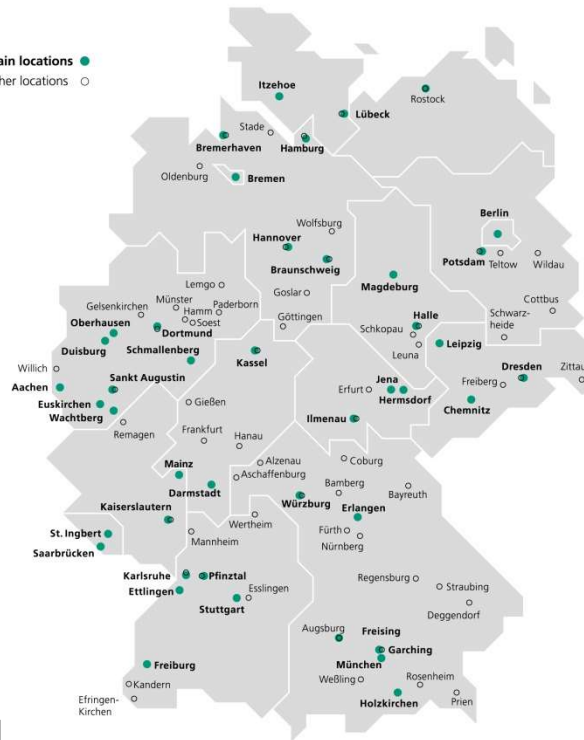 ain locations
her locations
Itzehoe
Rostock
Lübeck
Stade
Bremerhaven
Hamburg
Oldenburg
Bremen
Berlin
Wolfsburg
Hannover
Potsdam
Braunschweig
Teltow
Wildau
Magdeburg
Lemgo
Goslar
Münster
Paderborn
Cottbus
Gelsenkirchen
Hamm
Halle
Schwarz-
heide
Oberhausen
Soest
Göttingen
Dortmund
Schkopau
Duisburg
Leipzig
Schmallenberg
Leuna
Kassel
Zittau
Willich
Sankt Augustin
Dresden
Aachen
Erfurt
Jena
Freiberg
Euskirchen
Hermsdorf
Chemnitz
Gießen
Wachtberg
Ilmenau
Remagen
Frankfurt
Hanau
Coburg
Alzenau
Mainz
Aschaffenburg
Bamberg
Darmstadt
Bayreuth
Würzburg
Kaiserslautern
Erlangen
Wertheim
St. Ingbert
Fürth
Mannheim
Nürnberg
Saarbrücken
Karlsruhe
Pfinztal
Regensburg
Straubing
Ettlingen
Esslingen
Stuttgart
Deggendorf
Augsburg
Freising
Garching
Freiburg
München
Weßling
Rosenheim
Kandern
Holzkirchen
Prien
Efringen-
Kirchen